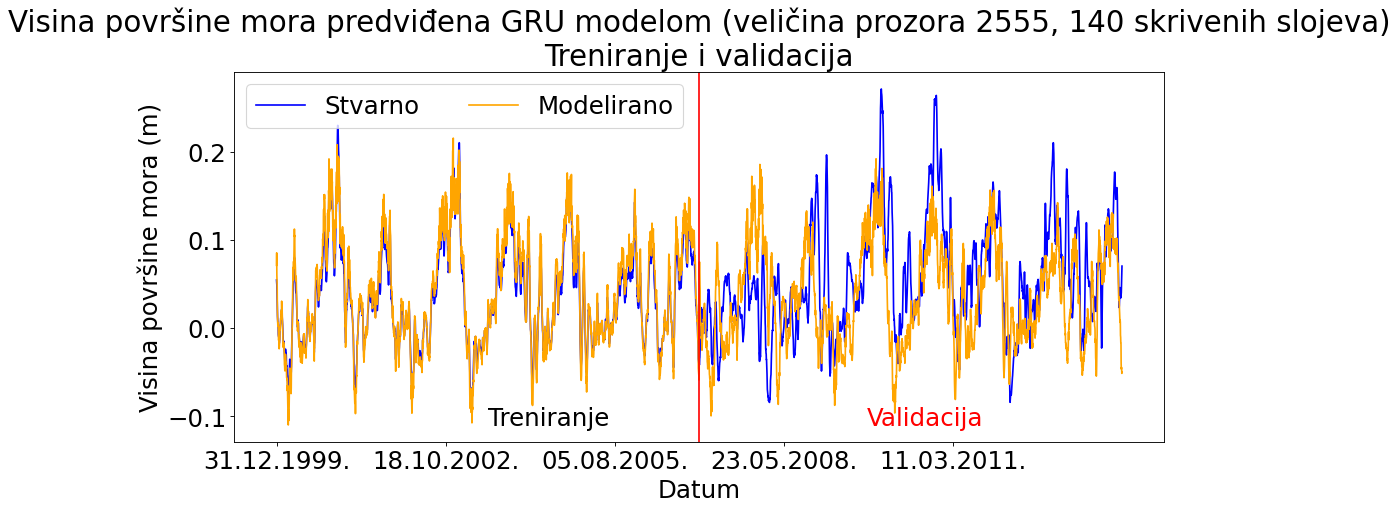 Visina površine mora predviđena GRU modelom (veličina prozora 2555, 140 skrivenih slojeva)
Treniranje i validacija
Stvarno
Modelirano
Visina površine mora (m)
0.2
0.1
0.0
−0.1
Treniranje
Validacija
31.12.1999.
18.10.2002.
05.08.2005.
23.05.2008.
11.03.2011.
Datum